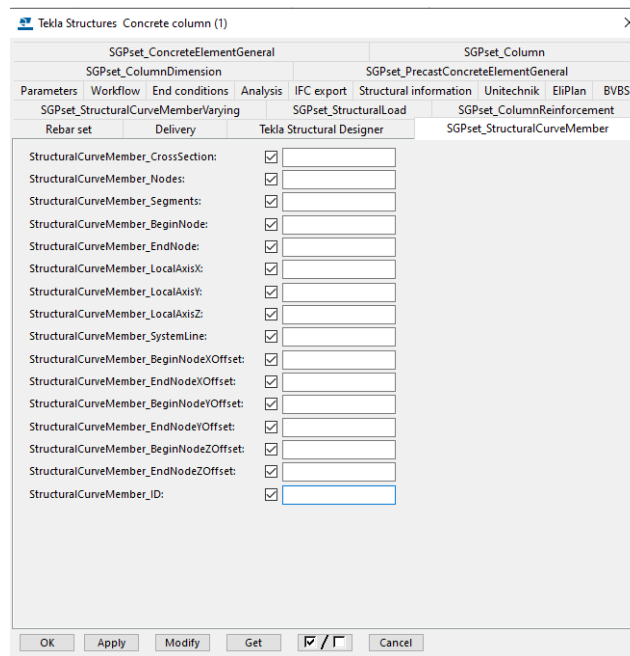 Tekla Structures Concrete column (1)
SGPset_ConcreteElementGeneral SGPset_Column
SGPset_ColumnDimension SGPset_PrecastConcreteElementGeneral
Parameters Workflow End conditions Analysis IFC export Structural information Unitechnik EliPlan BVBS
SGPset_StructuralCurveMemberVarying SGPset_StructuralLoad SGPset_ColumnReinforcement
Rebar set Delivery Tekla Structural Designer SGPset_StructuralCurveMember
StructuralCurveMember_CrossSection:
StructuralCurveMember_Nodes:
StructuralCurveMember_Segments:
StructuralCurveMember_BeginNode:
StructuralCurveMember_EndNode:
StructuralCurveMember_LocalAxisX:
StructuralCurveMember_LocalAxisY:
StructuralCurveMember_LocalAxisZ:
StructuralCurveMember_SystemLine:
StructuralCurveMember_BeginNodeXOffset:
StructuralCurveMember_EndNodeXOffset:
StructuralCurveMember_BeginNodeYOffset:
StructuralCurveMember_EndNodeYOffset:
StructuralCurveMember_BeginNodeZOffset:
StructuralCurveMember_EndNodeZOffset:
StructuralCurveMember_ID:
OK Apply Modify Get / Cancel